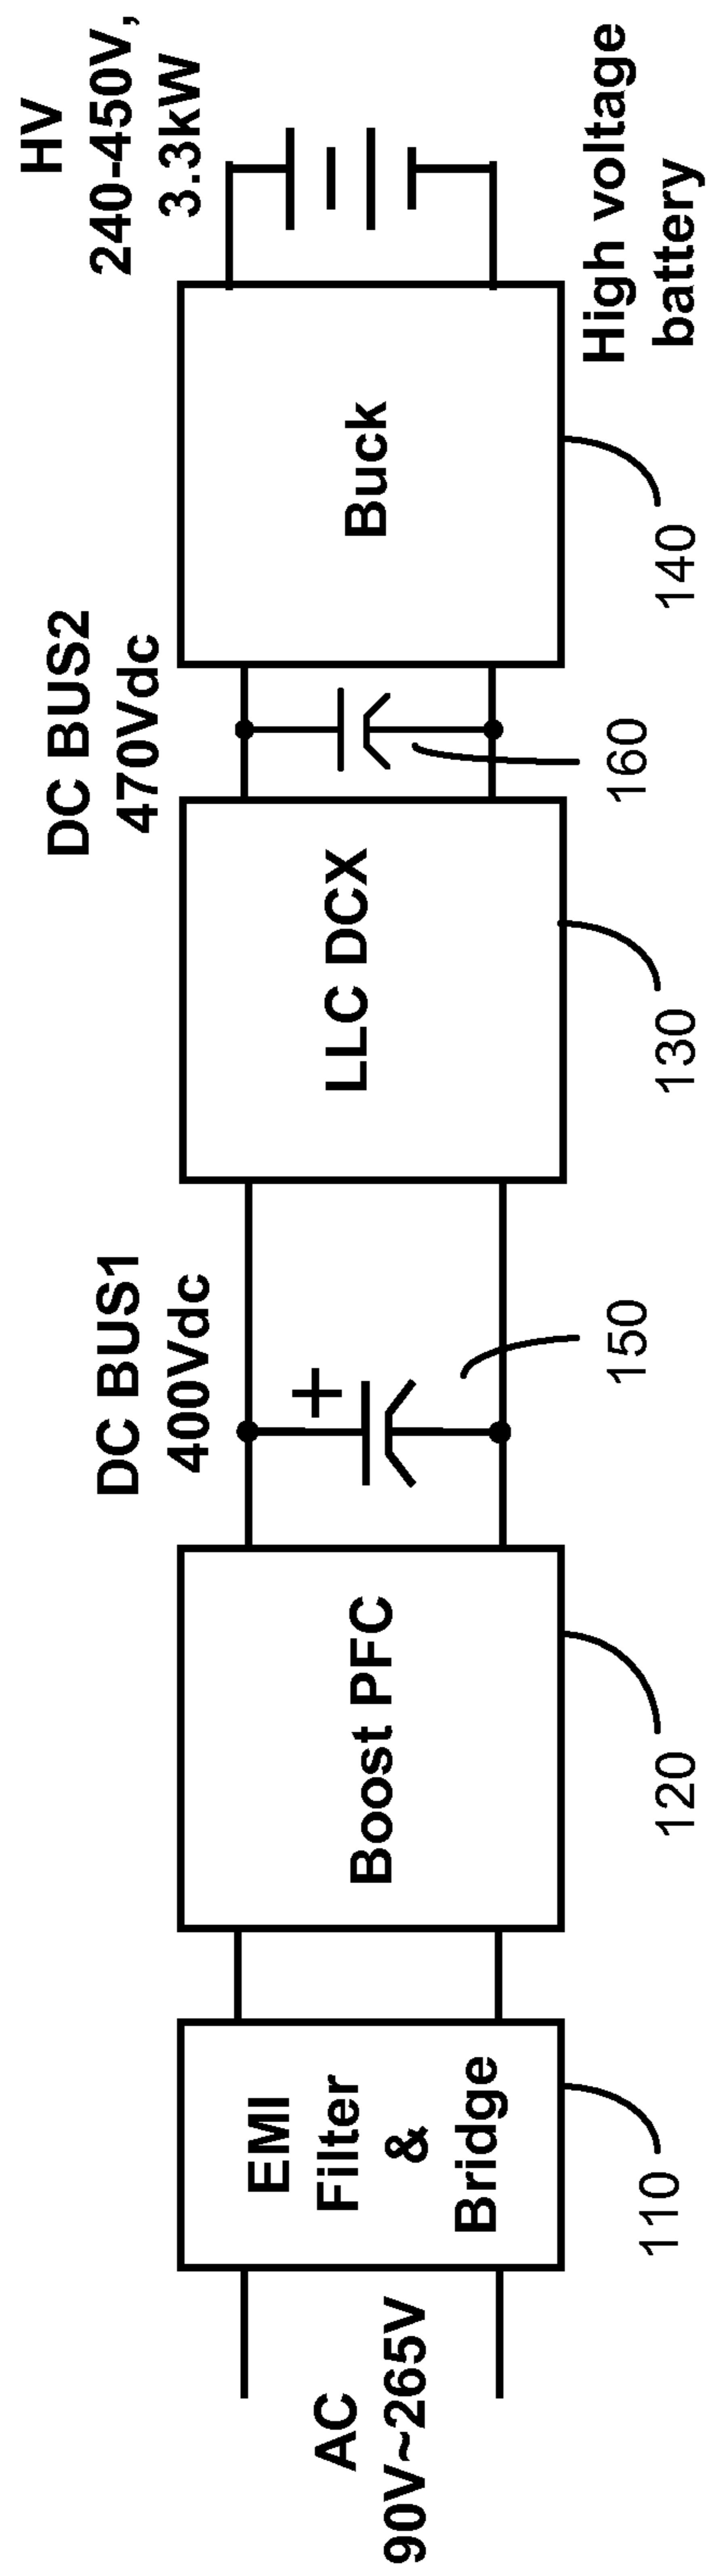 AC
90V~265V
EMI
Filter
&
Bridge
110
Boost PFC
120
DC BUS1
400Vdc
+
150
LLC DCX
130
DC BUS2
470Vdc
160
Buck
140
HV
240-450V,
3.3kW
High voltage
battery